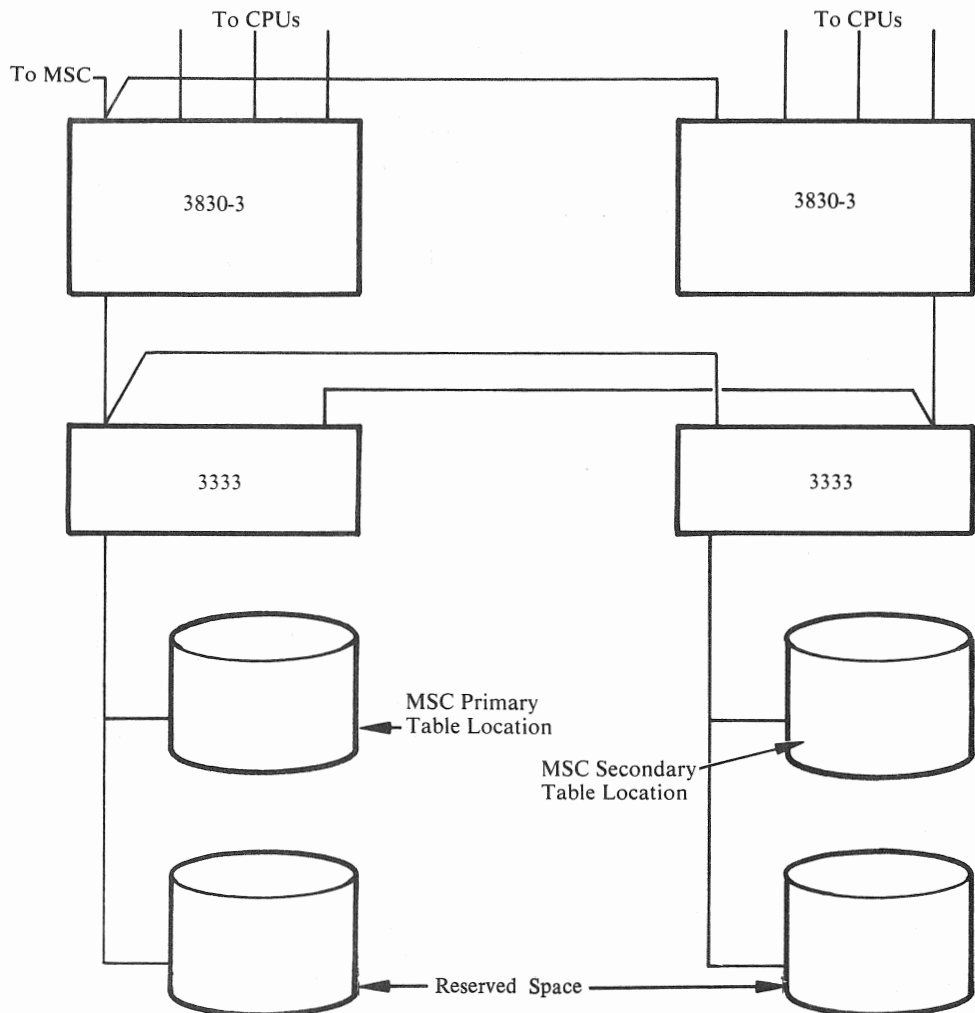 To CPUs
To CPUs
To MSC
3830-3
3830-3
3333
3333
MSC Primary
Table Location
MSC Secondary
Table Location
Reserved Space